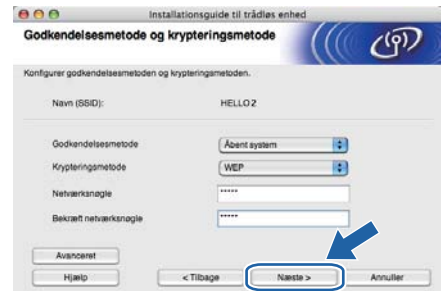 Installationsguide til trådløs enhed
Godkendelsesmetode og krypteringsmetode
Konfigurer godkendelsesmetoden og krypteringsmetoden.
Navn (SSID): HELLO2
Godkendelsesmetode Åbent system
Krypteringsmetode WEP
Netværksnøgle *****
Bekræft netværksnøgle *****
Avanceret
Hjælp < Tilbage Næste > Annuller